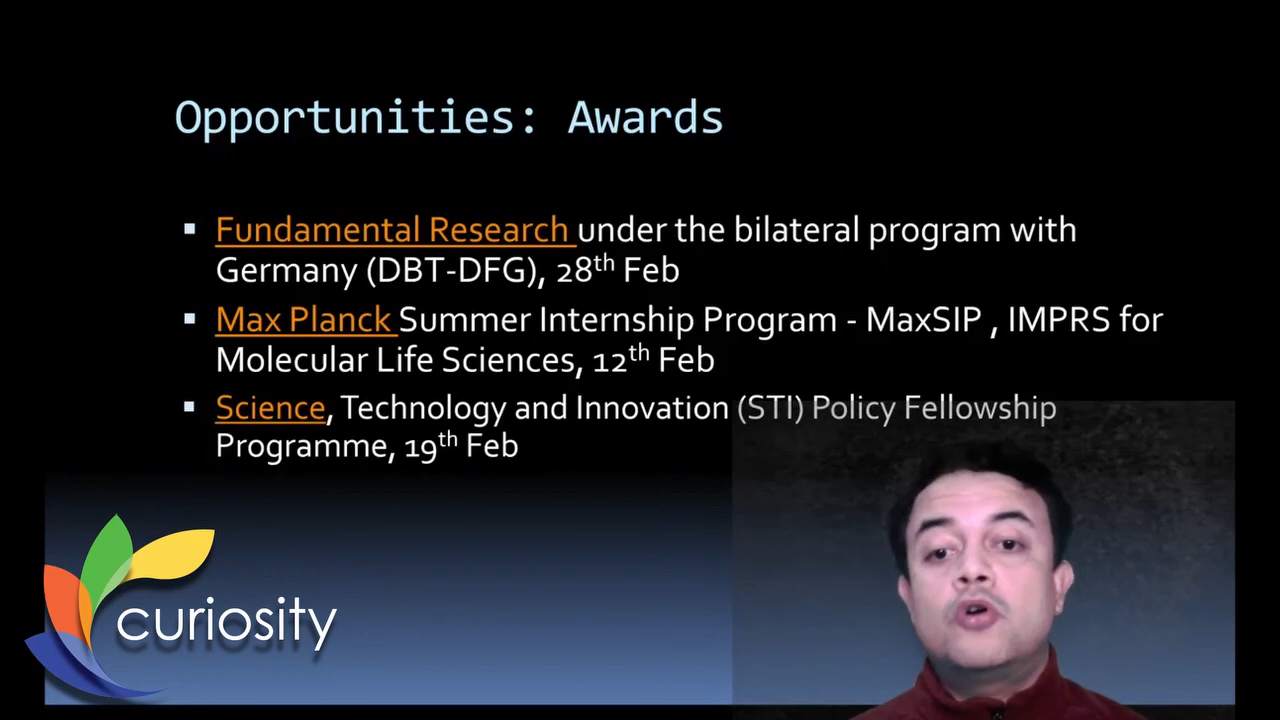 Opportunities: Awards
Fundamental Research under the bilateral program with
Germany (DBT-DFG), 28th Feb
Max Planck Summer Internship Program - MaxSIP , IMPRS for
Molecular Life Sciences, 12th Feb
Science, Technology and Innovation (STI) Policy Fellowship
Programme, 19th Feb
curiosity